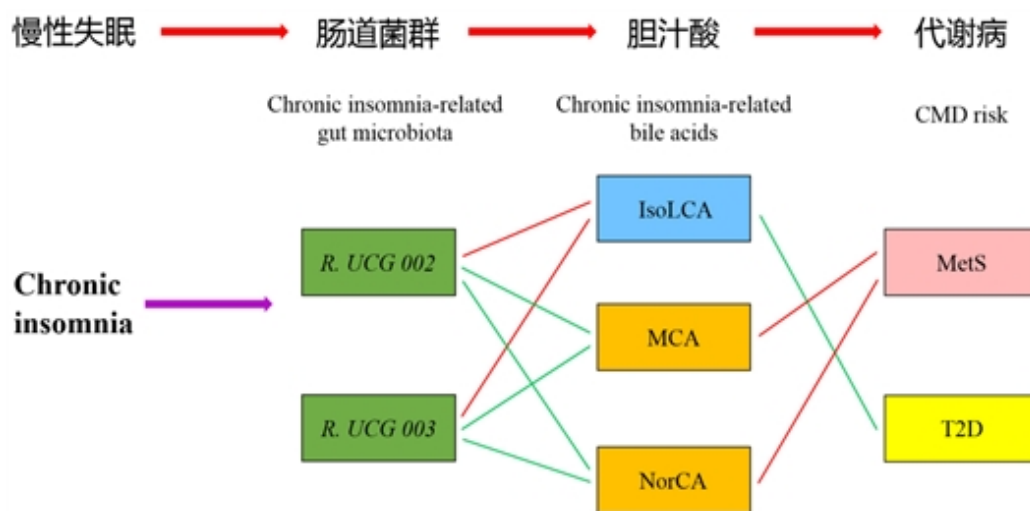 慢性失眠
肠道菌群
胆汁酸
代谢病
Chronic insomnia-related
gut microbiota
Chronic insomnia-related
bile acids
CMD risk
Chronic
insomnia
R. UCG 002
R. UCG 003
IsoLCA
MCA
NorCA
MetS
T2D